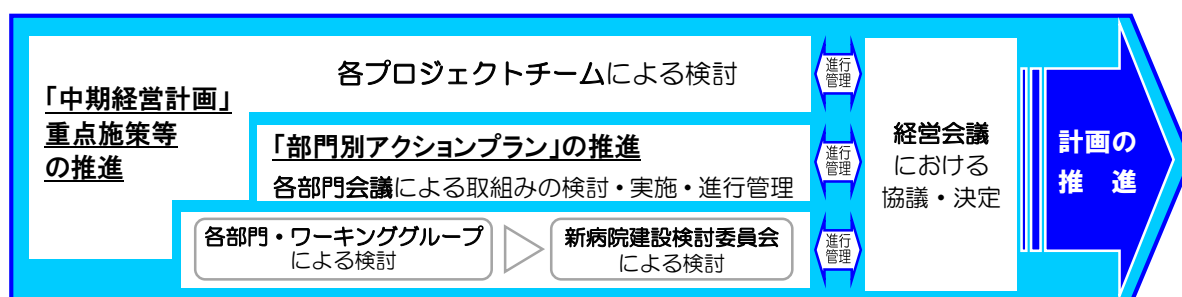 「中期経営計画」
重点施策等
の推進
各プロジェクトチームによる検討
「部門別アクションプラン」の推進
各部門会議による取組みの検討・実施・進行管理
各部門・ワーキンググループ
による検討
新病院建設検討委員会
による検討
進行
管理
進行
管理
進行
管理
経営会議
における
協議・決定
計画の
推 進